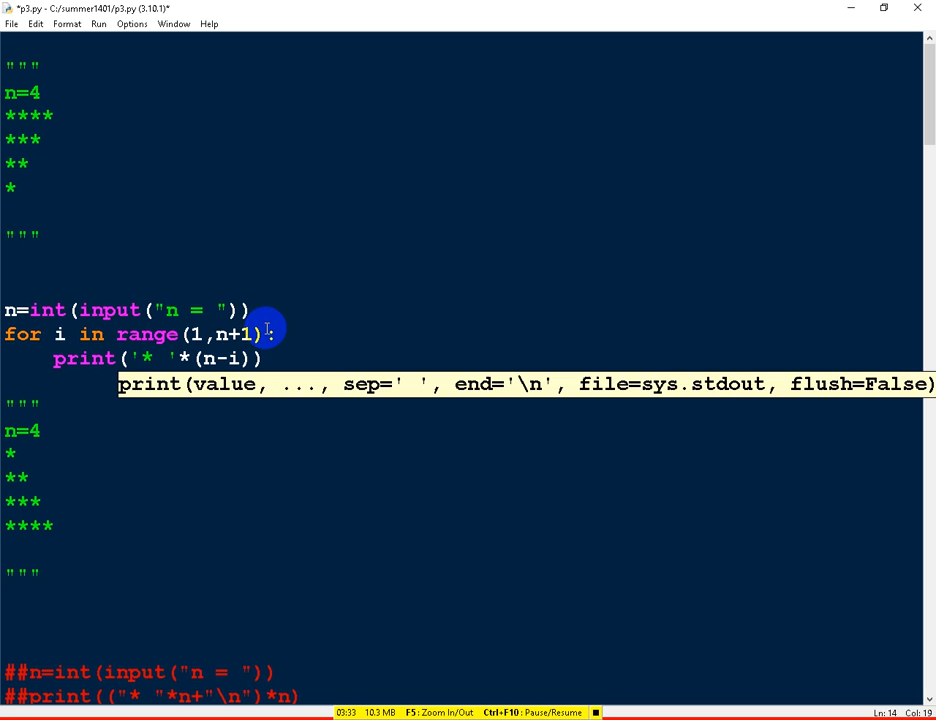 *p3.py - C:/summer1401/p3.py (3.10.1)*
File Edit Format Run Options Window Help
"""
n=4
****
***
**
*
"""
n=int(input("n = "))
for i in range(1,n+1):
    print('* '*(n-i))
print(value, ..., sep=' ', end='\n', file=sys.stdout, flush=False)
"""
n=4
*
**
***
****
"""
##n=int(input("n = "))
##print(("* "*n+"\n")*n)
03:33 10.3 MB F5: Zoom In/Out Ctrl+F10: Pause/Resume
Ln: 14 Col: 19